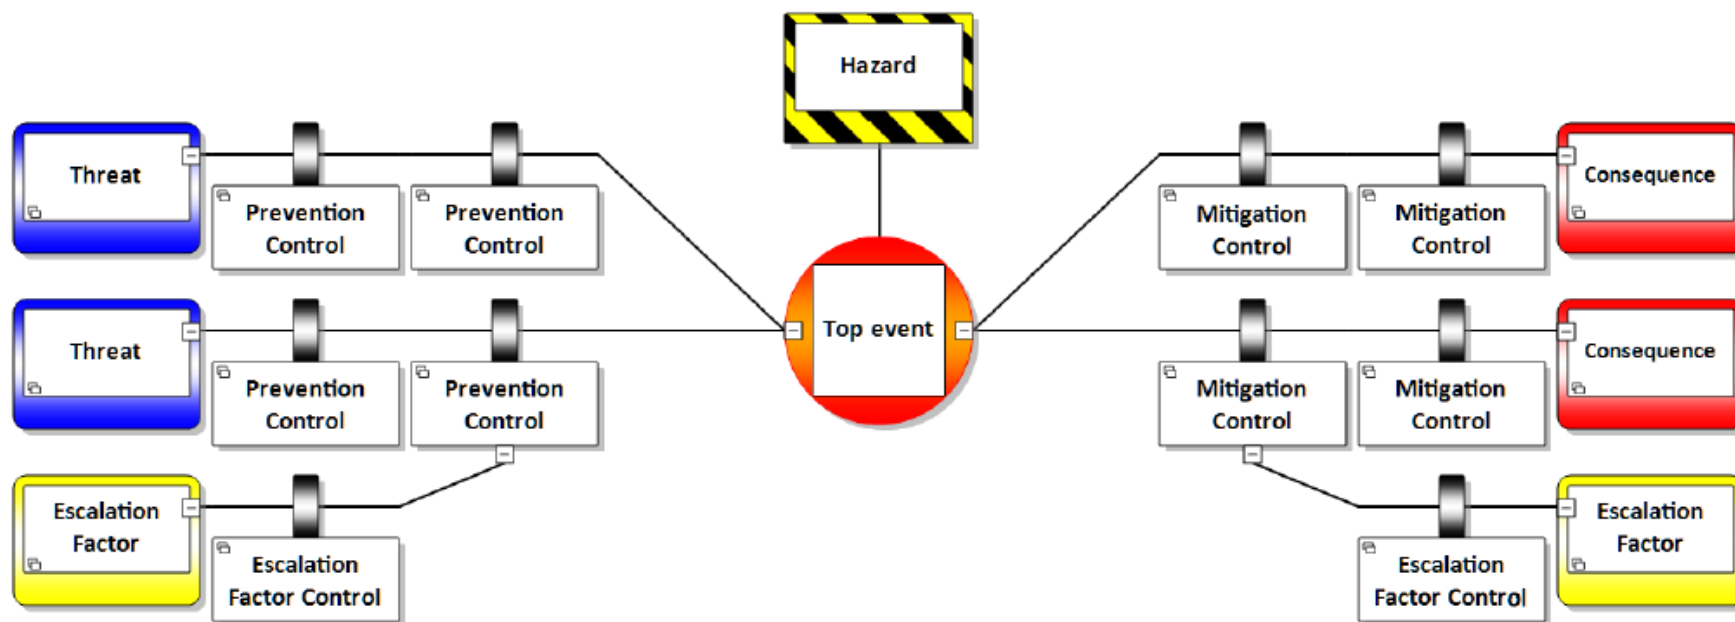 Hazard
Threat
Prevention
Control
Prevention
Control
Mitigation
Control
Mitigation
Control
Consequence
Threat
Prevention
Control
Prevention
Control
Top event
Mitigation
Control
Mitigation
Control
Consequence
Escalation
Factor
Escalation
Factor Control
Escalation
Factor Control
Escalation
Factor